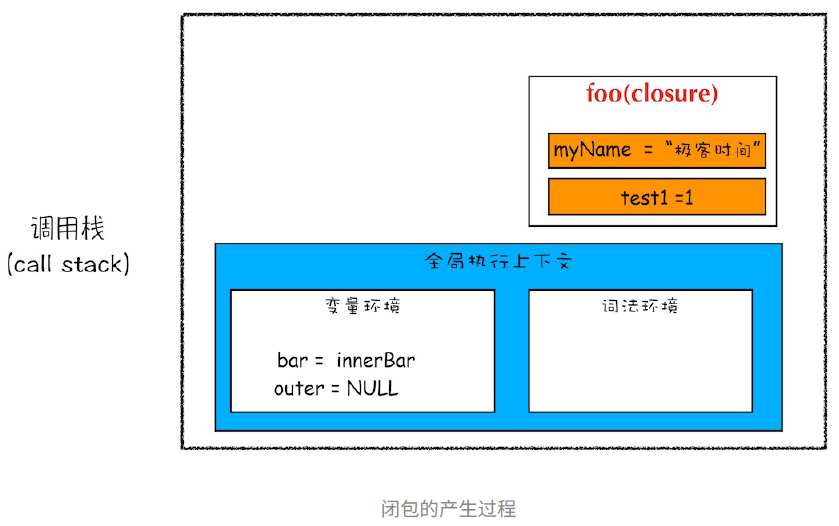 foo(closure)
myName = “极客时间”
test1 =1
调用栈
(call stack)
全局执行上下文
变量环境
bar = innerBar
outer = NULL
词法环境
闭包的产生过程